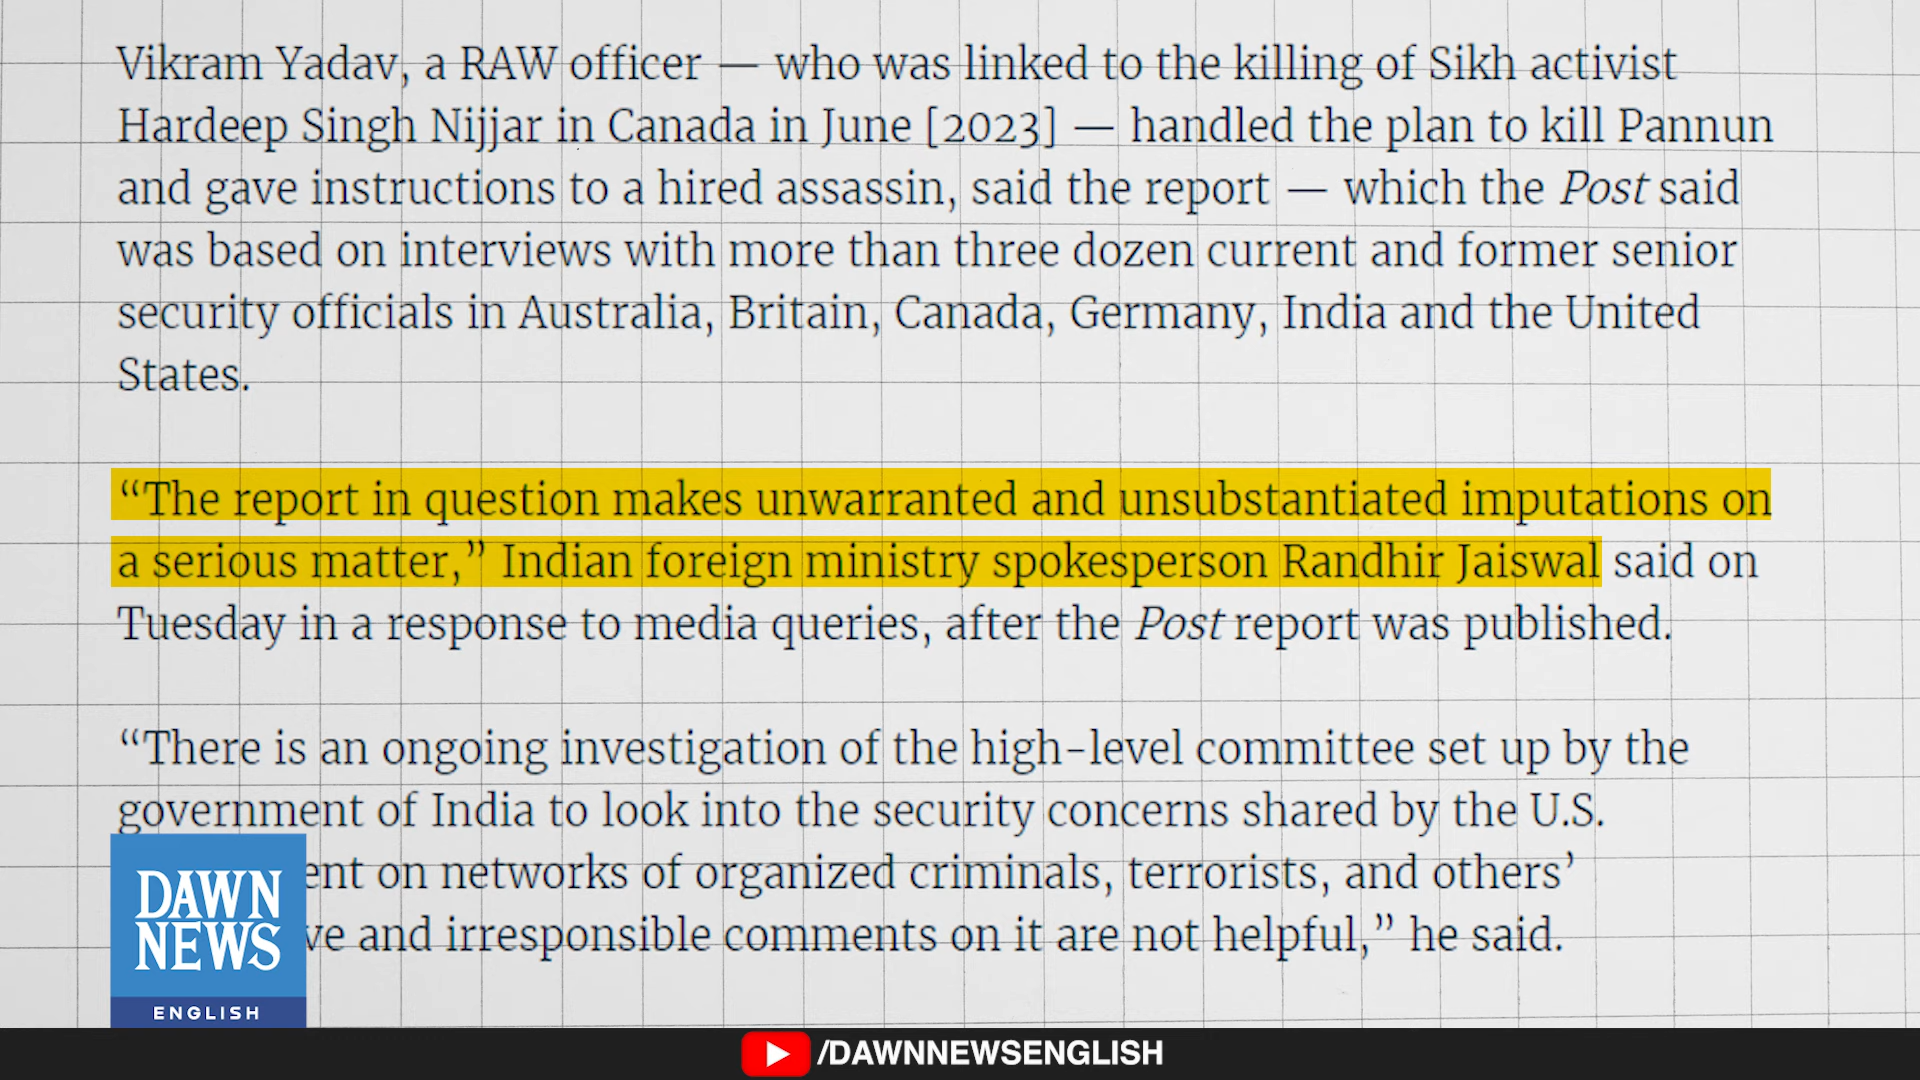 Vikram Yadav, a RAW officer — who was linked to the killing of Sikh activist
Hardeep Singh Nijjar in Canada in June [2023] — handled the plan to kill Pannun
and gave instructions to a hired assassin, said the report — which the Post said
was based on interviews with more than three dozen current and former senior
security officials in Australia, Britain, Canada, Germany, India and the United
States.
“The report in question makes unwarranted and unsubstantiated imputations on
a serious matter,” Indian foreign ministry spokesperson Randhir Jaiswal said on
Tuesday in a response to media queries, after the Post report was published.
“There is an ongoing investigation of the high-level committee set up by the
government of India to look into the security concerns shared by the U.S.
on networks of organized criminals, terrorists, and others’
and irresponsible comments on it are not helpful,” he said.
DAWN
NEWS
ENGLISH
/DAWNNEWSENGLISH